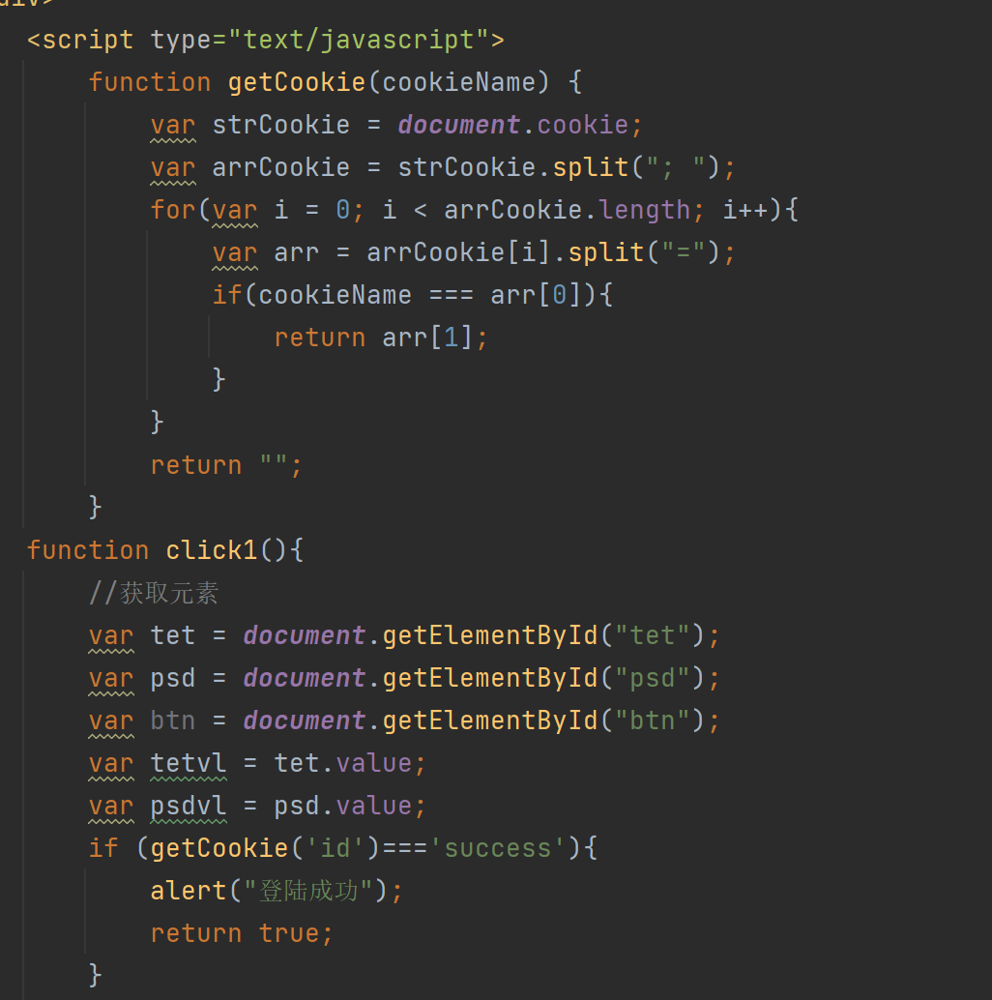 div>
<script type="text/javascript">
function getCookie(cookieName) {
var strCookie = document.cookie;
var arrCookie = strCookie.split("; ");
for(var i = 0; i < arrCookie.length; i++){
var arr = arrCookie[i].split("=");
if(cookieName === arr[0]){
return arr[1];
}
}
return "";
}
function click1(){
//获取元素
var tet = document.getElementById("tet");
var psd = document.getElementById("psd");
var btn = document.getElementById("btn");
var tetvl = tet.value;
var psdvl = psd.value;
if (getCookie('id')==='success'){
alert("登陆成功");
return true;
}